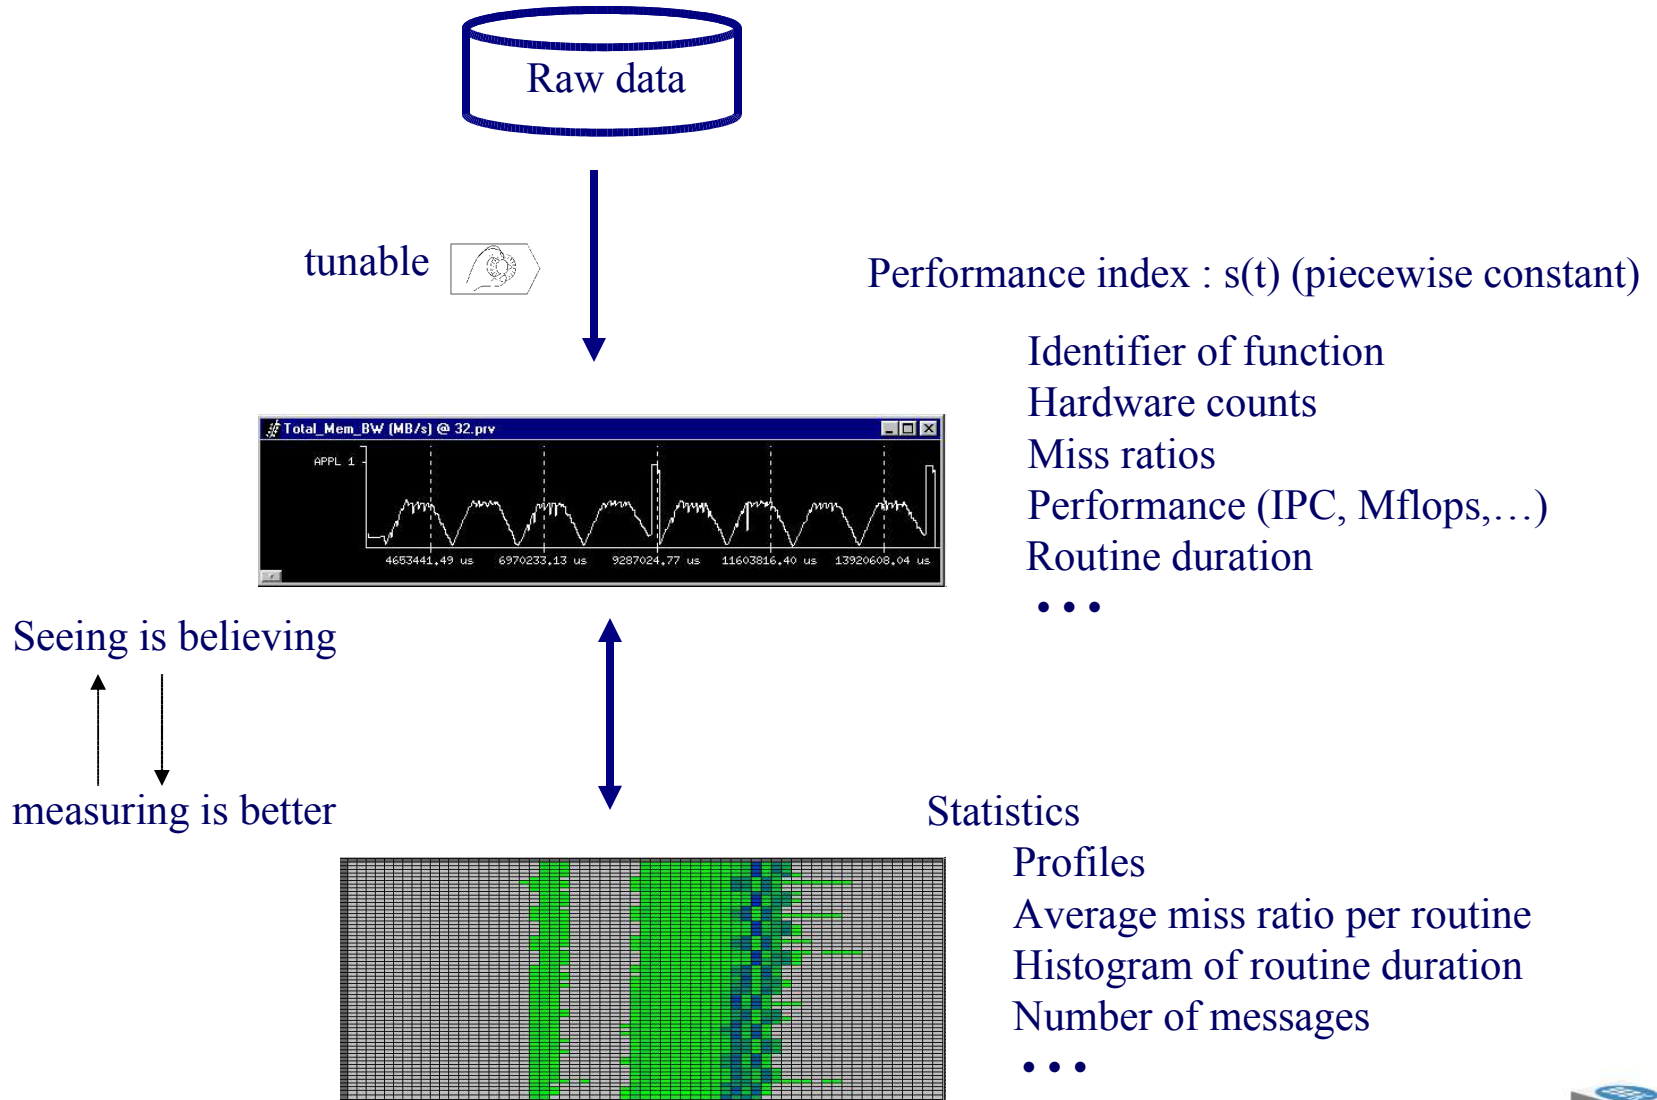 Raw data
tunable
Performance index : s(t) (piecewise constant)
Identifier of function
Hardware counts
Miss ratios
Performance (IPC, Mflops,…)
Routine duration
• • •
Total_Mem_BW (MB/s) @ 32.prv
APPL 1
4653441.49 us 6970233.13 us 9287024.77 us 11603816.40 us 13920608.04 us
Seeing is believing
measuring is better
Statistics
Profiles
Average miss ratio per routine
Histogram of routine duration
Number of messages
• • •